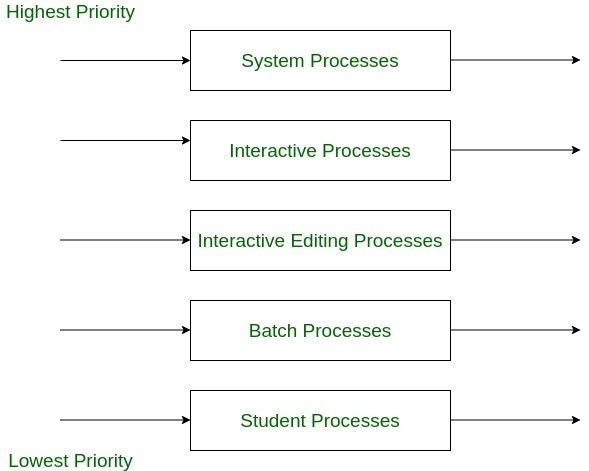 Highest Priority
System Processes
Interactive Processes
Interactive Editing Processes
Batch Processes
Student Processes
Lowest Priority